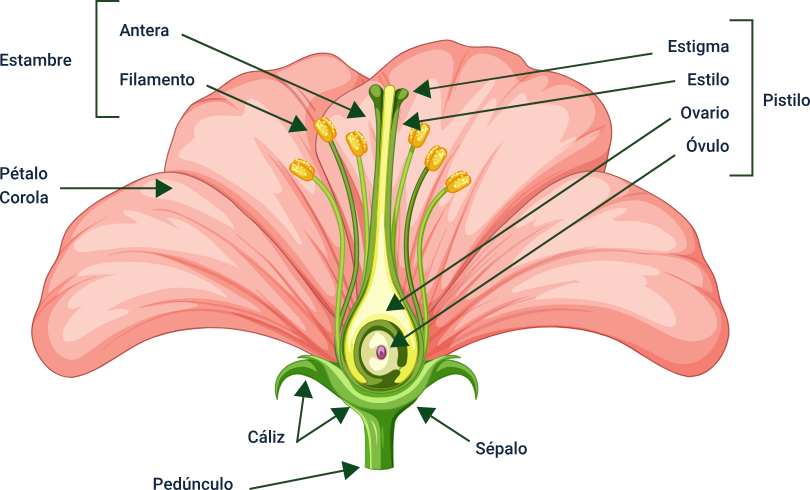 Antera
Estambre
Filamento
Pétalo
Corola
Estigma
Estilo
Pistilo
Ovario
Óvulo
Cáliz
Sépalo
Pedúnculo